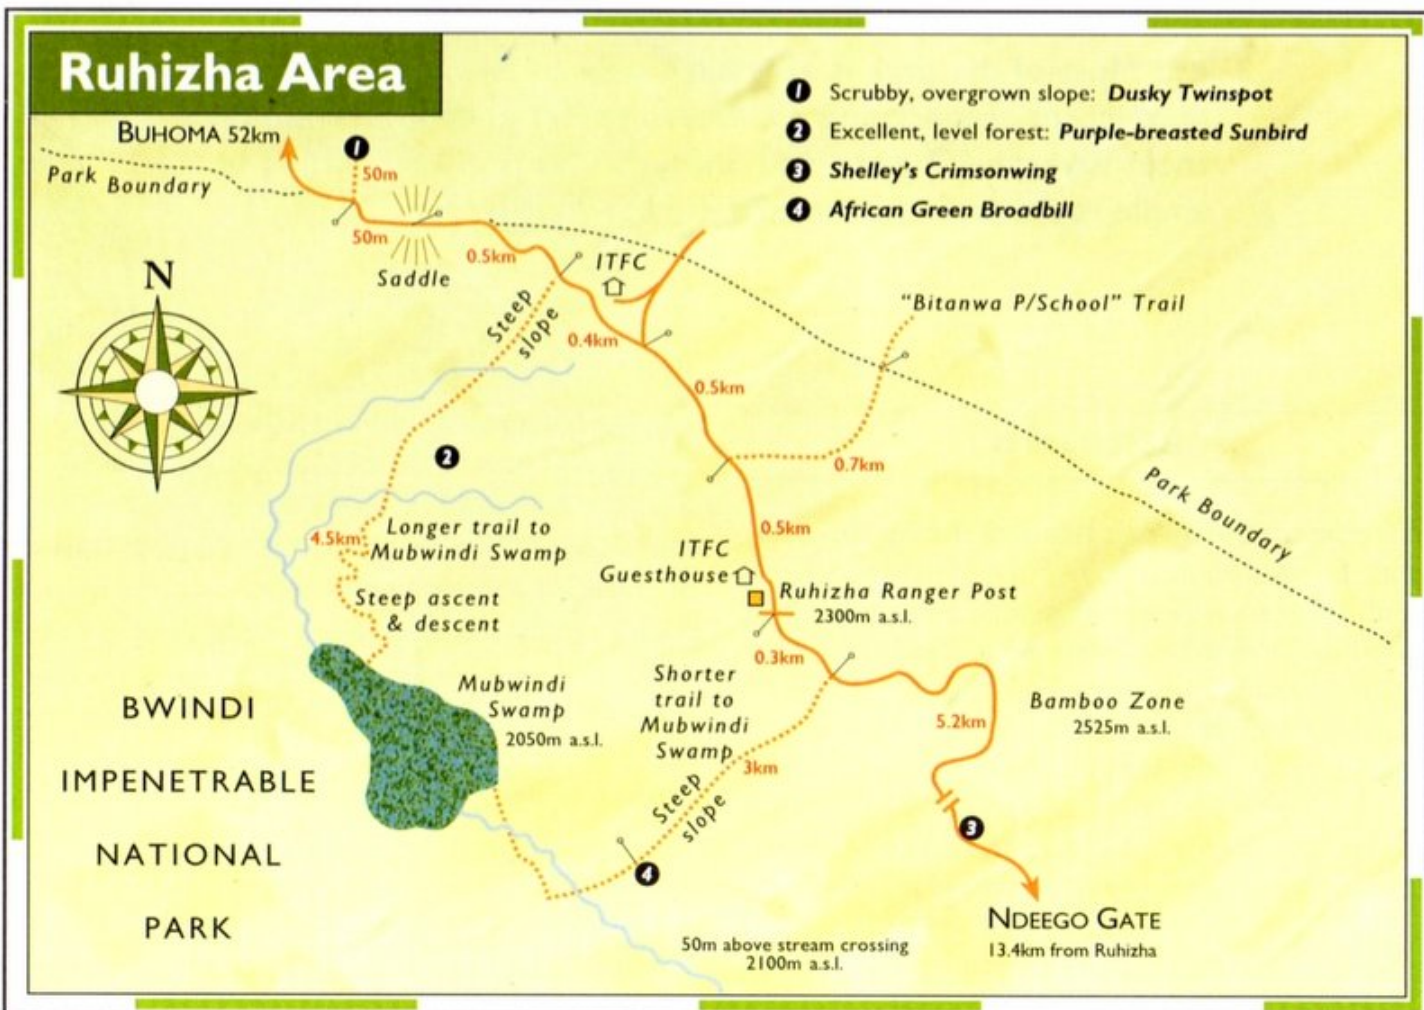 Ruhizha Area
BUHOMA 52km
Park Boundary
1
50m
50m
Saddle
0.5km
ITFC
1 Scrubby, overgrown slope: Dusky Twinspot
2 Excellent, level forest: Purple-breasted Sunbird
3 Shelley's Crimsonwing
4 African Green Broadbill
N
Steep
slope
0.4km
"Bitanwa P/School" Trail
0.5km
0.7km
2
Park Boundary
4.5km
Longer trail to
Mubwindi Swamp
0.5km
ITFC
Guesthouse
Steep ascent
& descent
Ruhizha Ranger Post
2300m a.s.l.
0.3km
Mubwindi
Swamp
2050m a.s.l.
Shorter
trail to
Mubwindi
Swamp
3km
Steep
slope
5.2km
Bamboo Zone
2525m a.s.l.
3
4
BWINDI
IMPENETRABLE
NATIONAL
PARK
50m above stream crossing
2100m a.s.l.
NDEEGO GATE
13.4km from Ruhizha